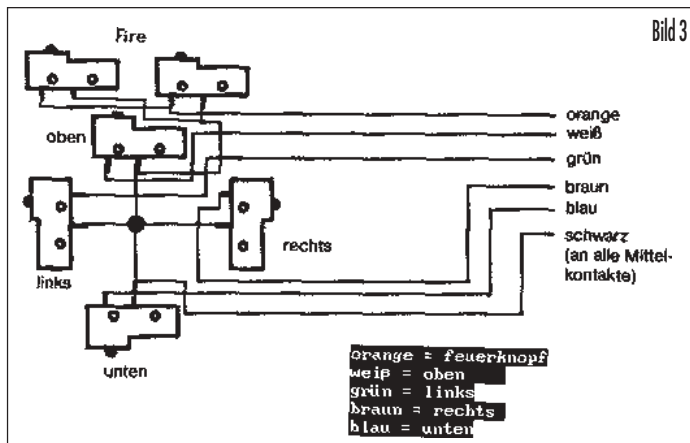 Bild 3
Fire
orange
oben
weiß
grün
braun
blau
schwarz
(an alle Mittel-
kontakte)
links
rechts
unten
orange = feuerknopf
weiß = oben
grün = links
braun = rechts
blau = unten